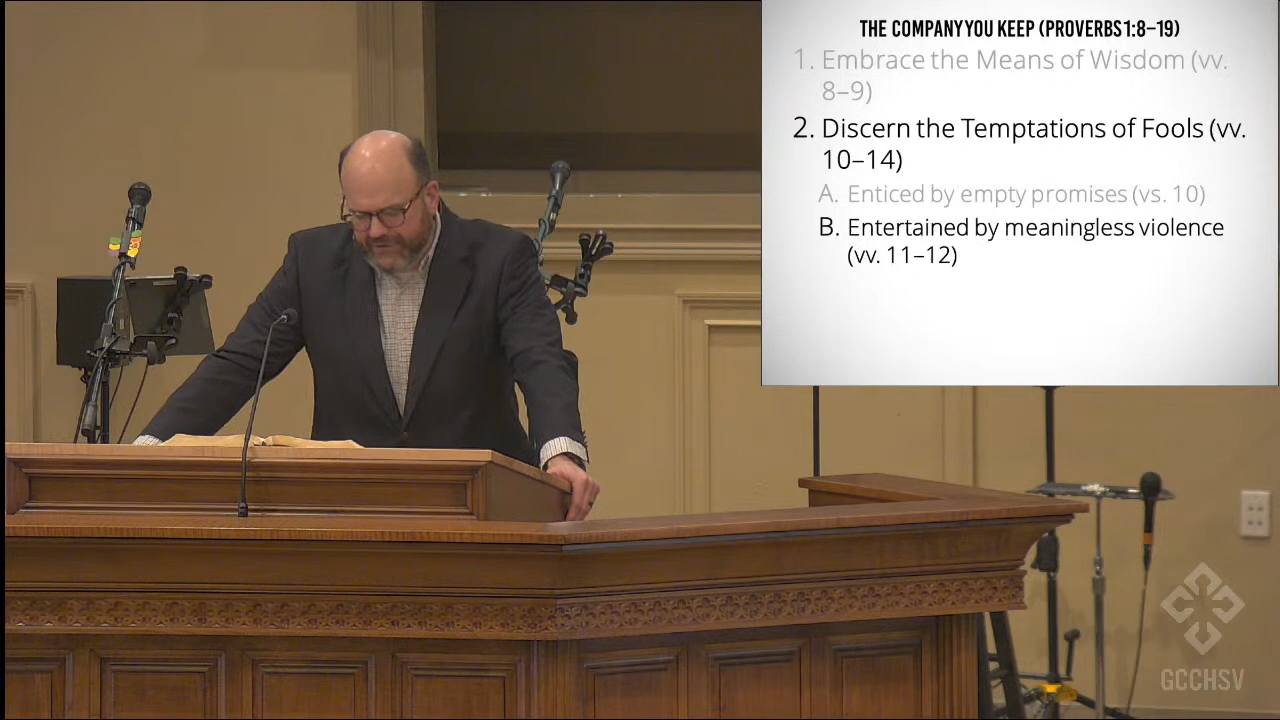 THE COMPANY YOU KEEP (PROVERBS 1:8–19)
1. Embrace the Means of Wisdom (vv.
8–9)
2. Discern the Temptations of Fools (vv.
10–14)
A. Enticed by empty promises (vs. 10)
B. Entertained by meaningless violence
(vv. 11–12)
GCCHSV